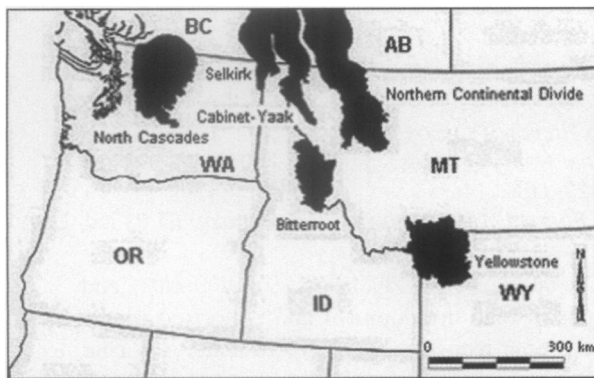 BC
AB
Selkirk
Northern Continental Divide
Cabinet-Yaak
North Cascades
WA
MT
Bitterroot
OR
Yellowstone
N
ID
WY
0
300 km